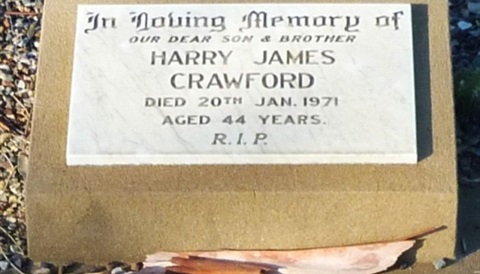 In Loving Memory of
OUR DEAR SON & BROTHER
HARRY JAMES
CRAWFORD
DIED 20TH JAN. 1971
AGED 44 YEARS.
R.I.P.